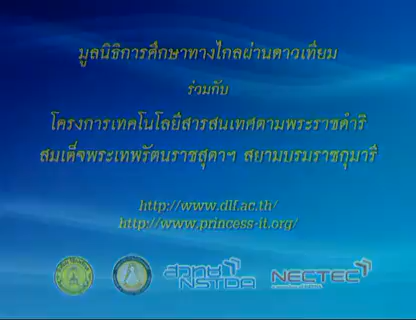 มูลนิธิการศึกษาทางไกลผ่านดาวเทียม
ร่วมกับ
โครงการเทคโนโลยีสารสนเทศตามพระราชดำริ
สมเด็จพระเทพรัตนราชสุดาฯ สยามบรมราชกุมารี
http://www.dlf.ac.th/
http://www.princess-it.org/
สวทช
NSTDA
NECTEC